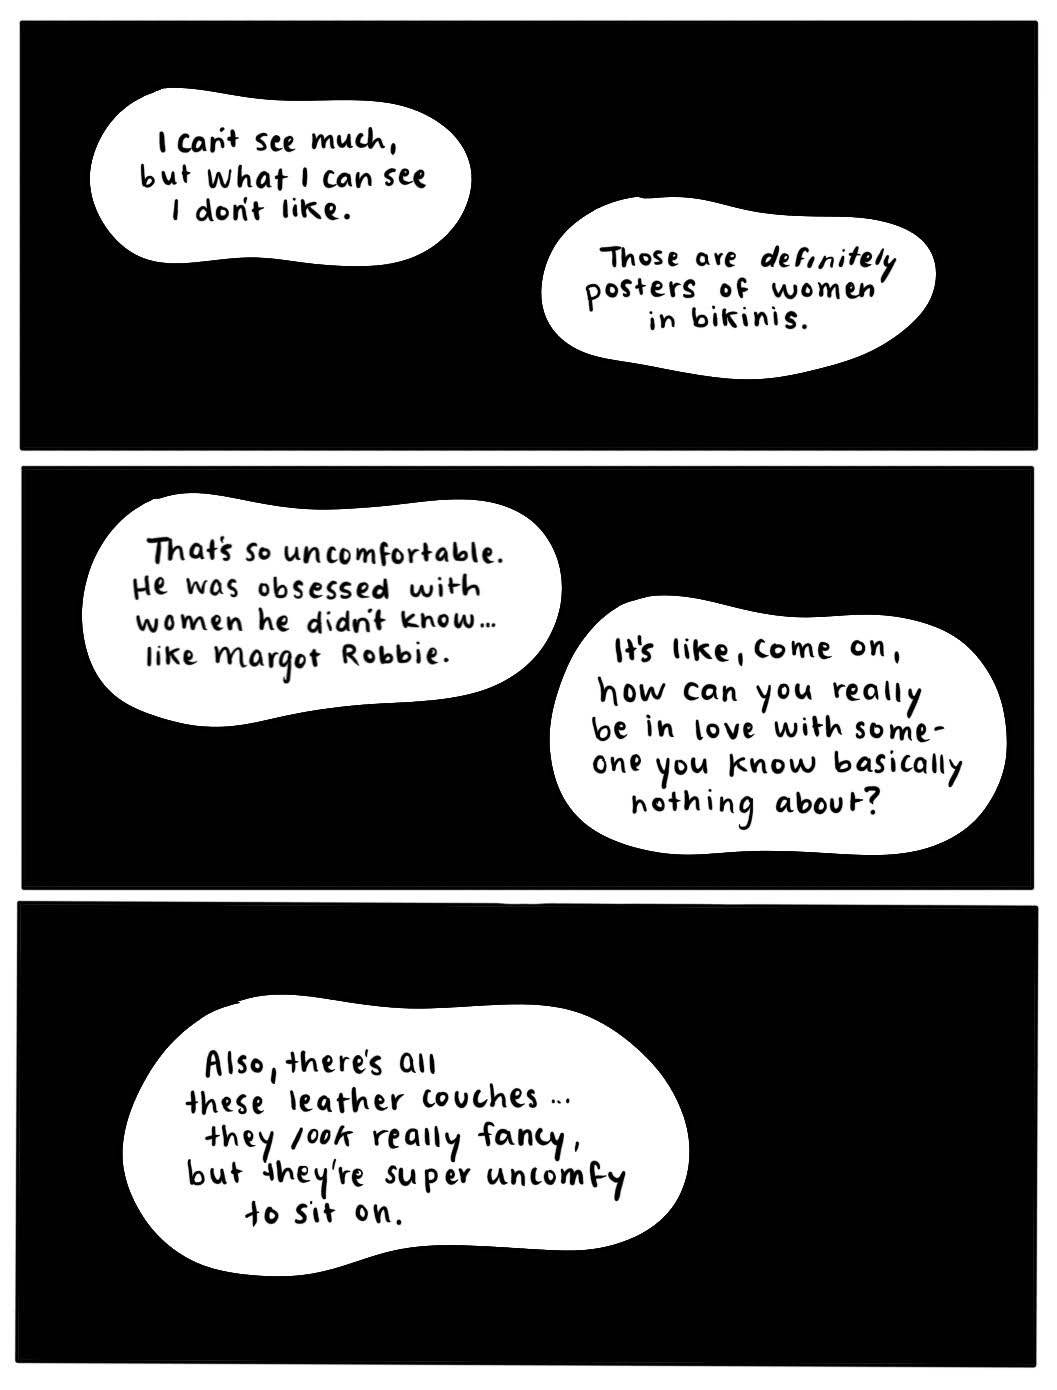 I can't see much,
but what I can see
I don't like.
Those are definitely
posters of women
in bikinis.
That's so uncomfortable.
He was obsessed with
women he didn't know...
like Margot Robbie.
It's like, come on,
how can you really
be in love with some-
one you know basically
nothing about?
Also, there's all
these leather couches...
they look really fancy,
but they're super uncomfy
to sit on.